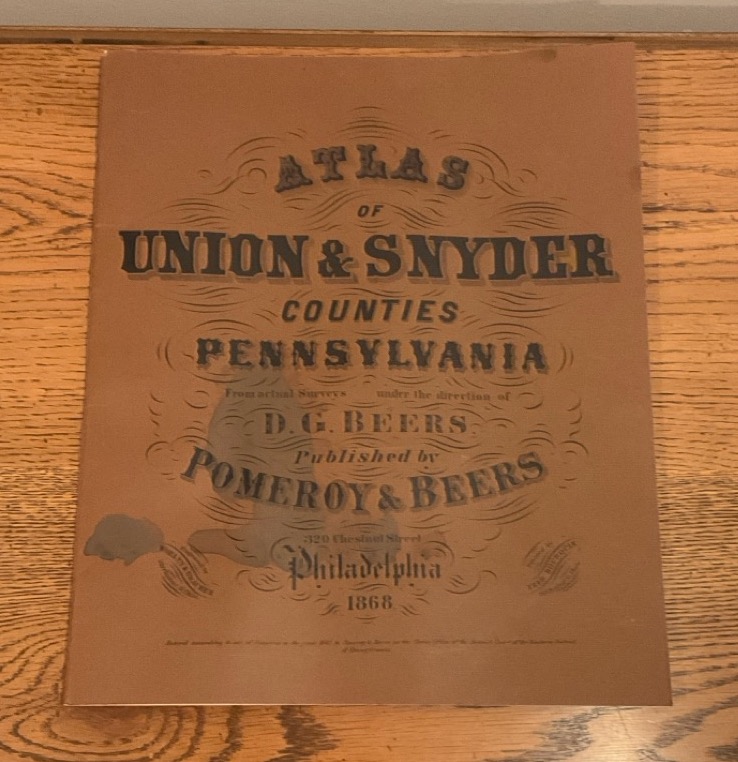 ATLAS
OF
UNION & SNYDER
COUNTIES
PENNSYLVANIA
From actual Surveys under the direction of
D. G. BEERS
Published by
POMEROY & BEERS
320 Chestnut Street
Philadelphia
1868